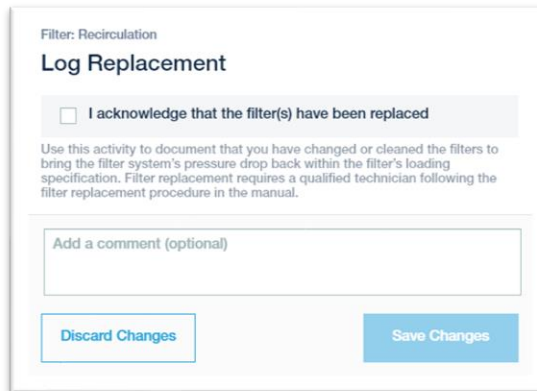 Filter: Recirculation
Log Replacement
I acknowledge that the filter(s) have been replaced
Use this activity to document that you have changed or cleaned the filters to
bring the filter system's pressure drop back within the filter's loading
specification. Filter replacement requires a qualified technician following the
filter replacement procedure in the manual.
Add a comment (optional)
Discard Changes
Save Changes